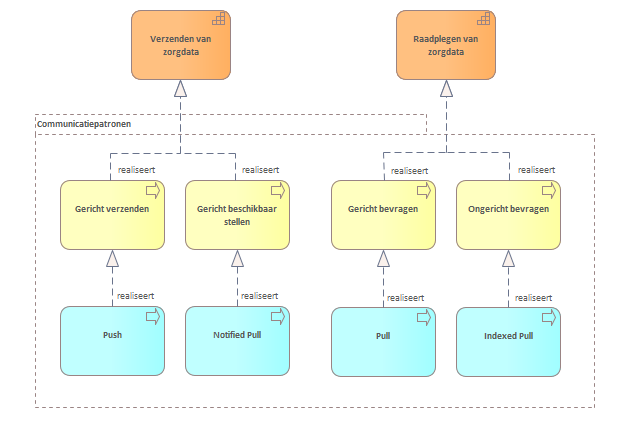 Verzenden van
zorgdata
Raadplegen van
zorgdata
Communicatiepatronen
realiseert
realiseert
realiseert
realiseert
Gericht verzenden
Gericht beschikbaar
stellen
Gericht bevragen
Ongericht bevragen
realiseert
realiseert
realiseert
realiseert
Push
Notified Pull
Pull
Indexed Pull